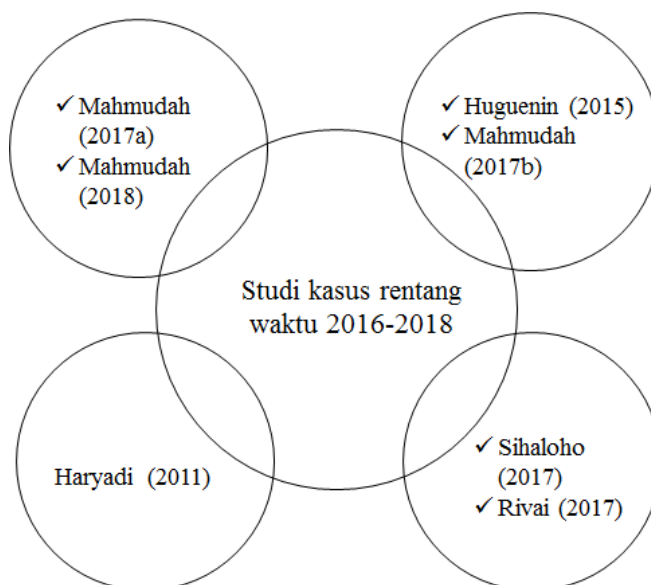 ✓ Mahmudah
(2017a)
✓ Mahmudah
(2018)
✓ Huguenin (2015)
✓ Mahmudah
(2017b)
Studi kasus rentang
waktu 2016-2018
Haryadi (2011)
✓ Sihaloho
(2017)
✓ Rivai (2017)